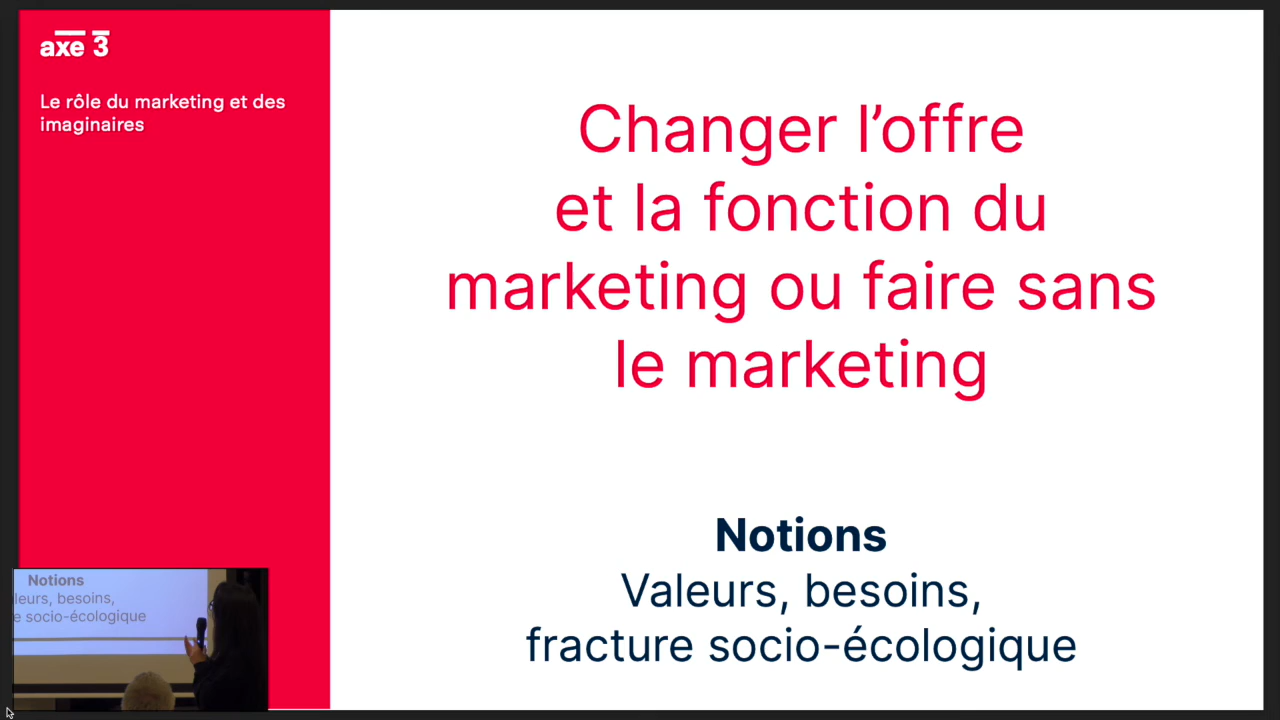 axe 3
Le rôle du marketing et des
imaginaires
Changer l’offre
et la fonction du
marketing ou faire sans
le marketing
Notions
Valeurs, besoins,
fracture socio-écologique
Notions
leurs, besoins,
e socio-écologique